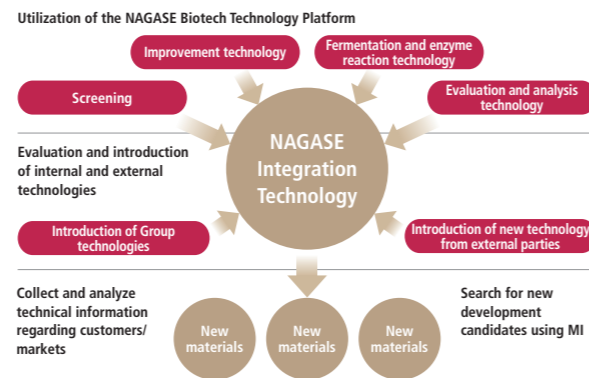 Utilization of the NAGASE Biotech Technology Platform
Improvement technology
Fermentation and enzyme
reaction technology
Screening
Evaluation and analysis
technology
NAGASE
Integration
Technology
Evaluation and introduction
of internal and external
technologies
Introduction of Group
technologies
Introduction of new technology
from external parties
Collect and analyze
technical information
regarding customers/
markets
New
materials
New
materials
New
materials
Search for new
development
candidates using MI